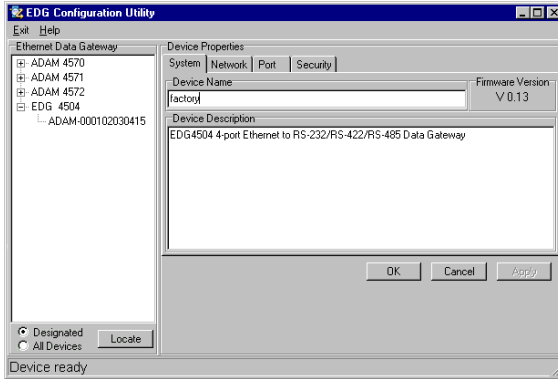 EDG Configuration Utility
Exit Help
Ethernet Data Gateway
ADAM 4570
ADAM 4571
ADAM 4572
EDG 4504
ADAM-000102030415
Designated
All Devices
Locate
Device Properties
System Network Port Security
Device Name
factory
Firmware Version
V 0.13
Device Description
EDG4504 4-port Ethernet to RS-232/RS-422/RS-485 Data Gateway
OK Cancel Apply
Device ready